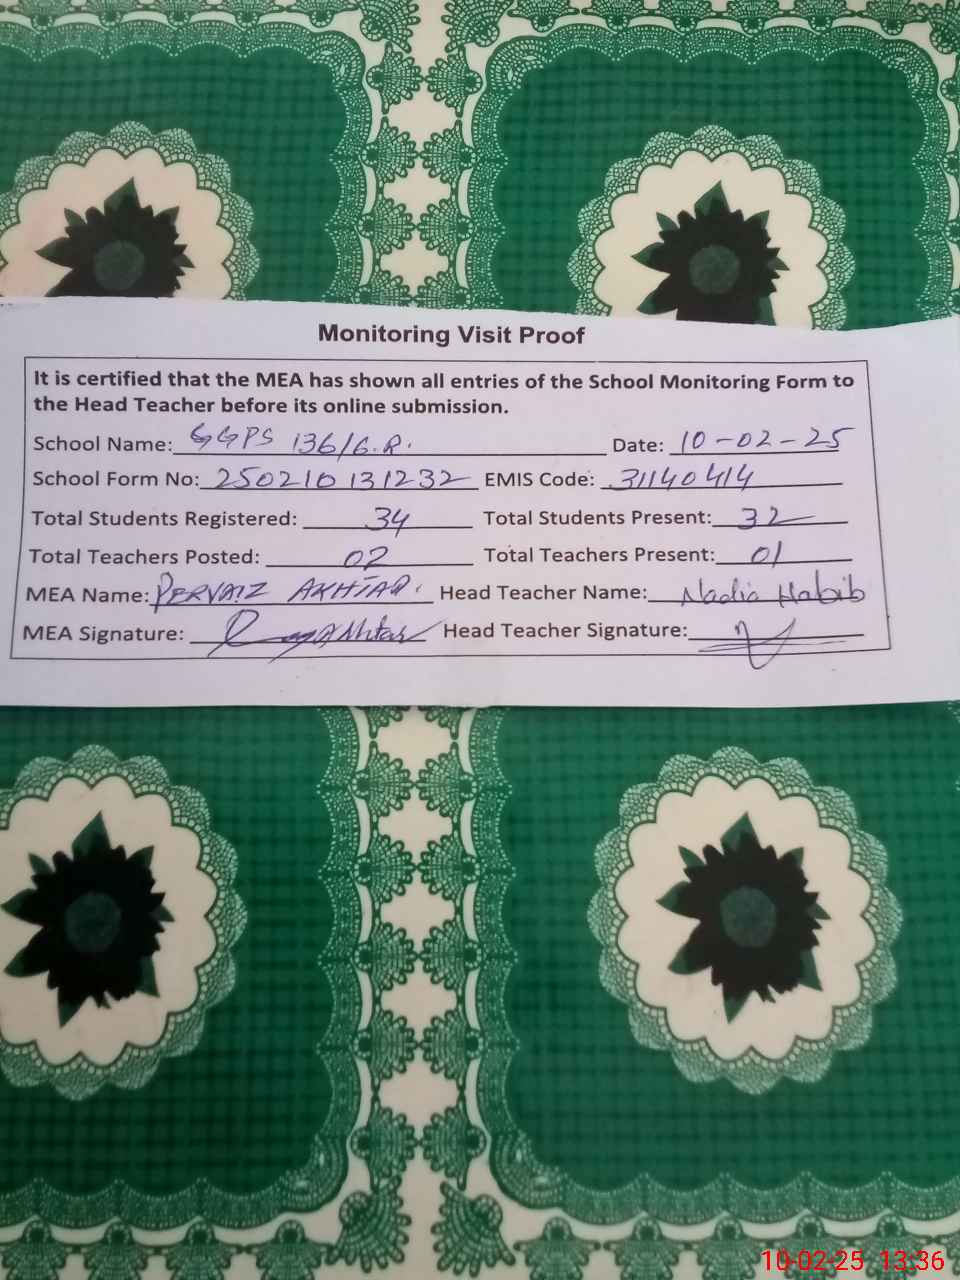 Monitoring Visit Proof
It is certified that the MEA has shown all entries of the School Monitoring Form to
the Head Teacher before its online submission.
School Name: GGPS 136/6.R. Date: 10-02-25
School Form No: 250210131232 EMIS Code: 31140414
Total Students Registered: 34 Total Students Present: 32
Total Teachers Posted: 02 Total Teachers Present: 01
MEA Name: PERVAIZ AKHTAR. Head Teacher Name: Nadia Habib
MEA Signature: Akhtar Head Teacher Signature:
10-02-25 13:36